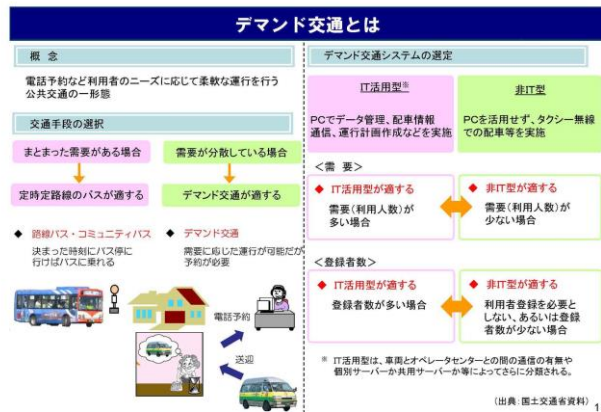 デマンド交通とは
概 念
電話予約など利用者のニーズに応じて柔軟な運行を行う
公共交通の一形態
交通手段の選択
まとまった需要がある場合
需要が分散している場合
定時定路線のバスが適する
デマンド交通が適する
◆ 路線バス・コミュニティバス
決まった時刻にバス停に
行けばバスに乗れる
◆ デマンド交通
需要に応じた運行が可能だが
予約が必要
電話予約
送迎
デマンド交通システムの選定
IT活用型※
PCでデータ管理、配車情報
通信、運行計画作成などを実施
非IT型
PCを活用せず、タクシー無線
での配車等を実施
<需 要>
◆ IT活用型が適する
需要(利用人数)が
多い場合
◆ 非IT型が適する
需要(利用人数)が
少ない場合
<登録者数>
◆ IT活用型が適する
登録者数が多い場合
◆ 非IT型が適する
利用者登録を必要と
しない、あるいは登録
者数が少ない場合
※ IT活用型は、車両とオペレータセンターとの間の通信の有無や
個別サーバーか共用サーバーか等によってさらに分類される。
(出典:国土交通省資料)
1